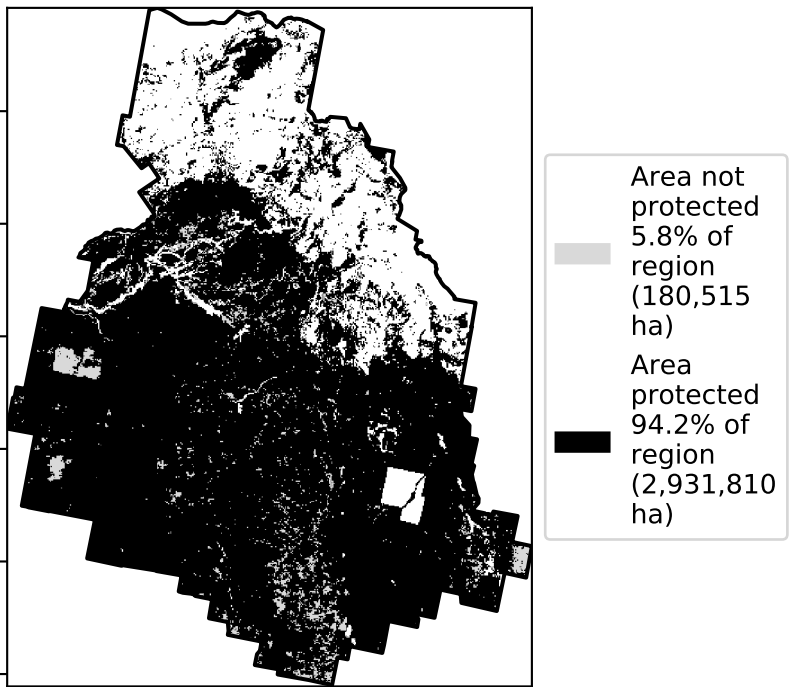 Area not
protected
5.8% of
region
(180,515
ha)
Area
protected
94.2% of
region
(2,931,810
ha)